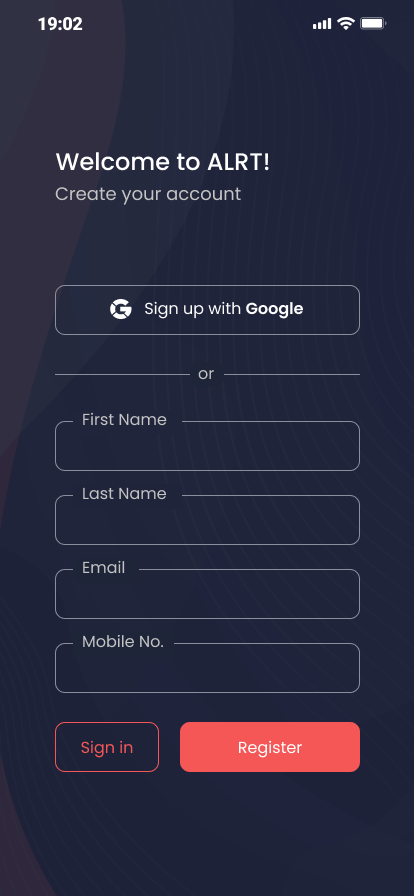 19:02
Welcome to ALRT!
Create your account
Sign up with Google
or
First Name
Last Name
Email
Mobile No.
Sign in
Register